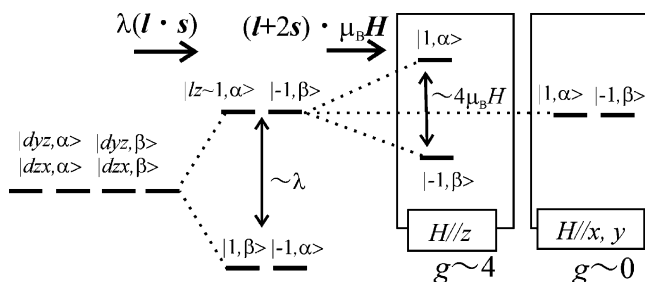 λ(l · s)
(l+2s) · μBH
|1,α>
|lz~1,α>
|-1,β>
~4μBH
|1,α>
|-1,β>
|dyz,α>
|dyz,β>
|dzx,α>
|dzx,β>
~λ
|-1,β>
|1,β>
|-1,α>
H//z
H//x, y
g~4
g~0